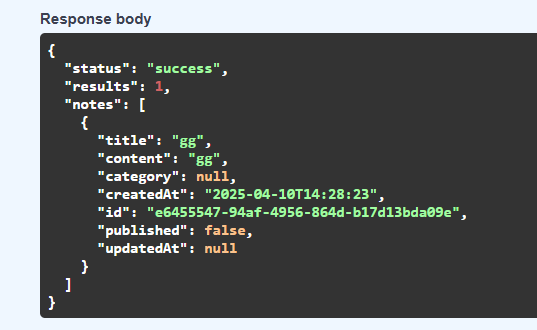 Response body
{
  "status": "success",
  "results": 1,
  "notes": [
    {
      "title": "gg",
      "content": "gg",
      "category": null,
      "createdAt": "2025-04-10T14:28:23",
      "id": "e6455547-94af-4956-864d-b17d13bda09e",
      "published": false,
      "updatedAt": null
    }
  ]
}